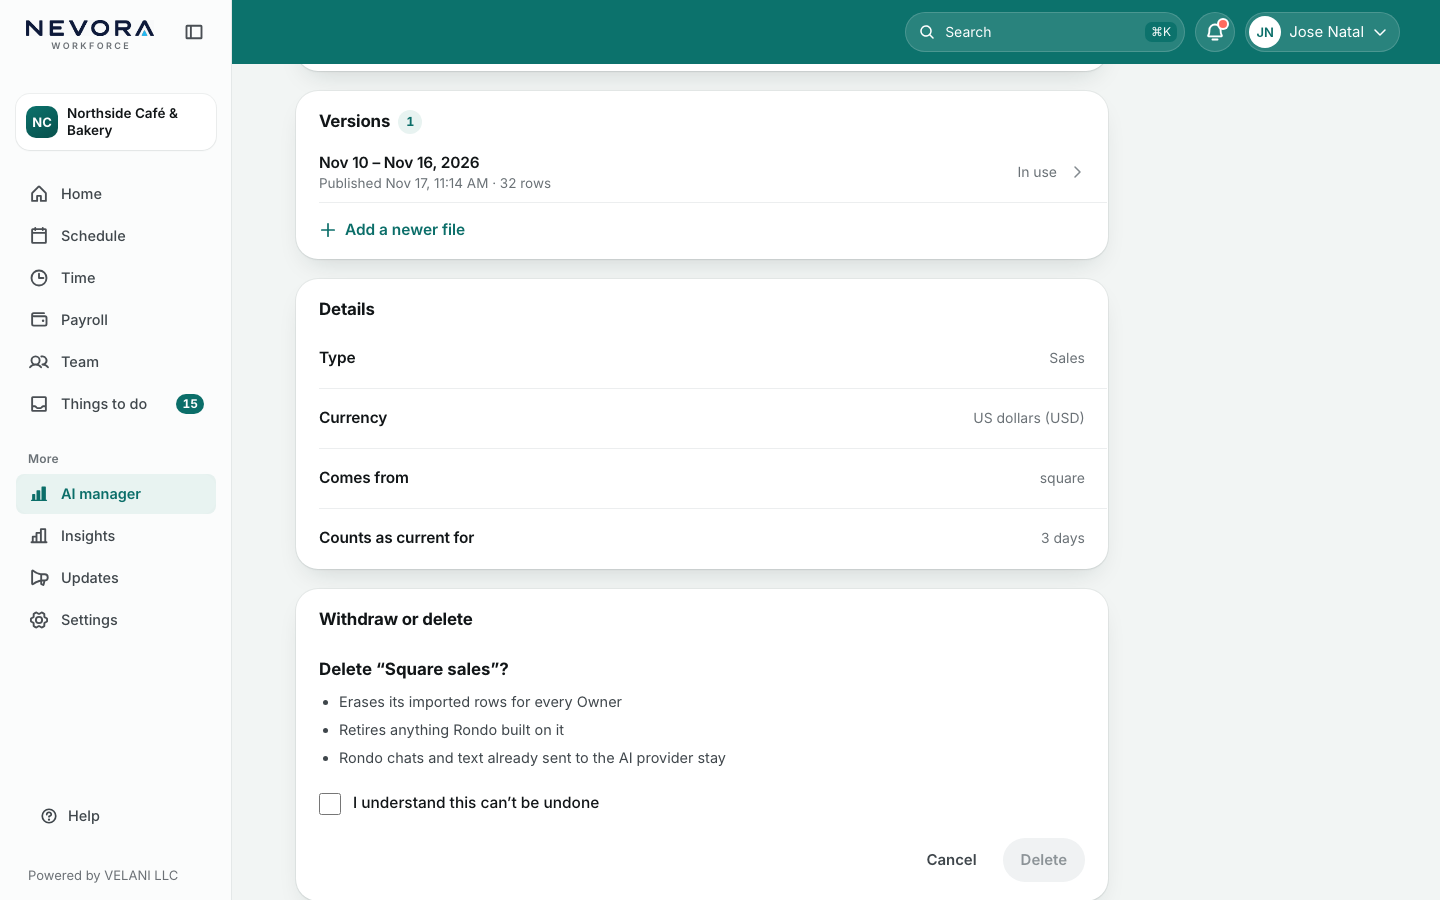 NEVORA
WORKFORCE
Search
⌘K
JN
Jose Natal
NC
Northside Café &
Bakery
Home
Schedule
Time
Payroll
Team
Things to do
15
More
AI manager
Insights
Updates
Settings
Help
Powered by VELANI LLC
Versions 1
Nov 10 – Nov 16, 2026
Published Nov 17, 11:14 AM · 32 rows
In use
Add a newer file
Details
Type
Sales
Currency
US dollars (USD)
Comes from
square
Counts as current for
3 days
Withdraw or delete
Delete “Square sales”?
• Erases its imported rows for every Owner
• Retires anything Rondo built on it
• Rondo chats and text already sent to the AI provider stay
I understand this can’t be undone
Cancel
Delete